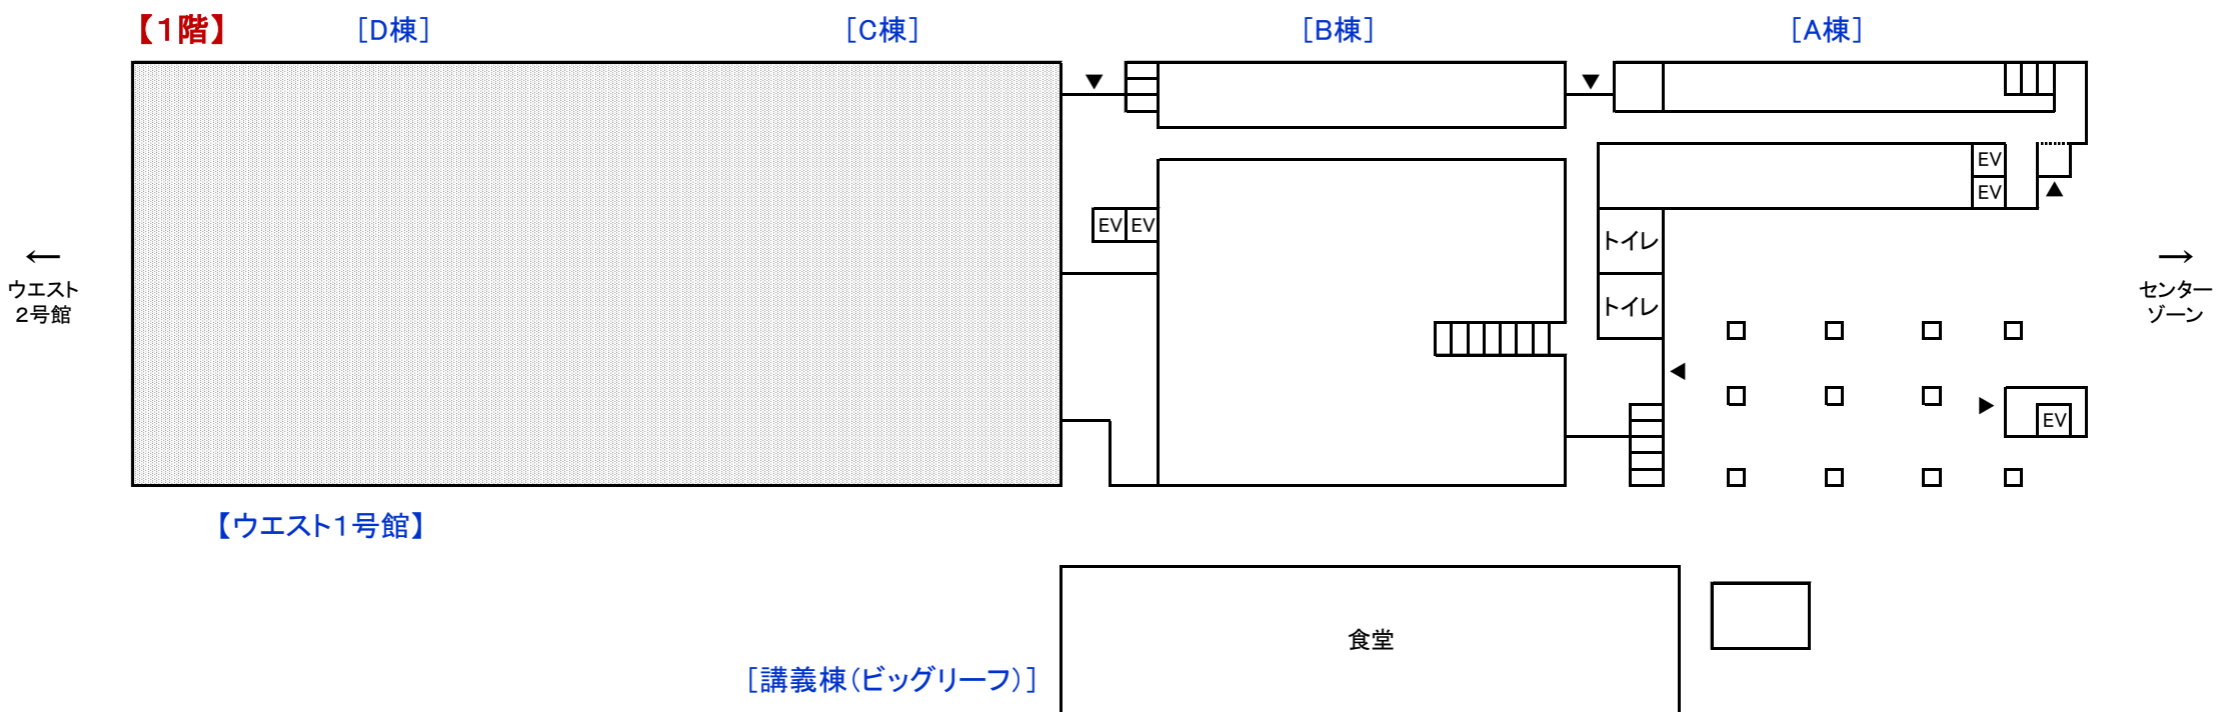 【1階】
［D棟］
［C棟］
［B棟］
［A棟］
EV
EV
EV EV
トイレ
トイレ
←
ウエスト
2号館
→
センター
ゾーン
EV
【ウエスト1号館】
食堂
［講義棟（ビッグリーフ）］